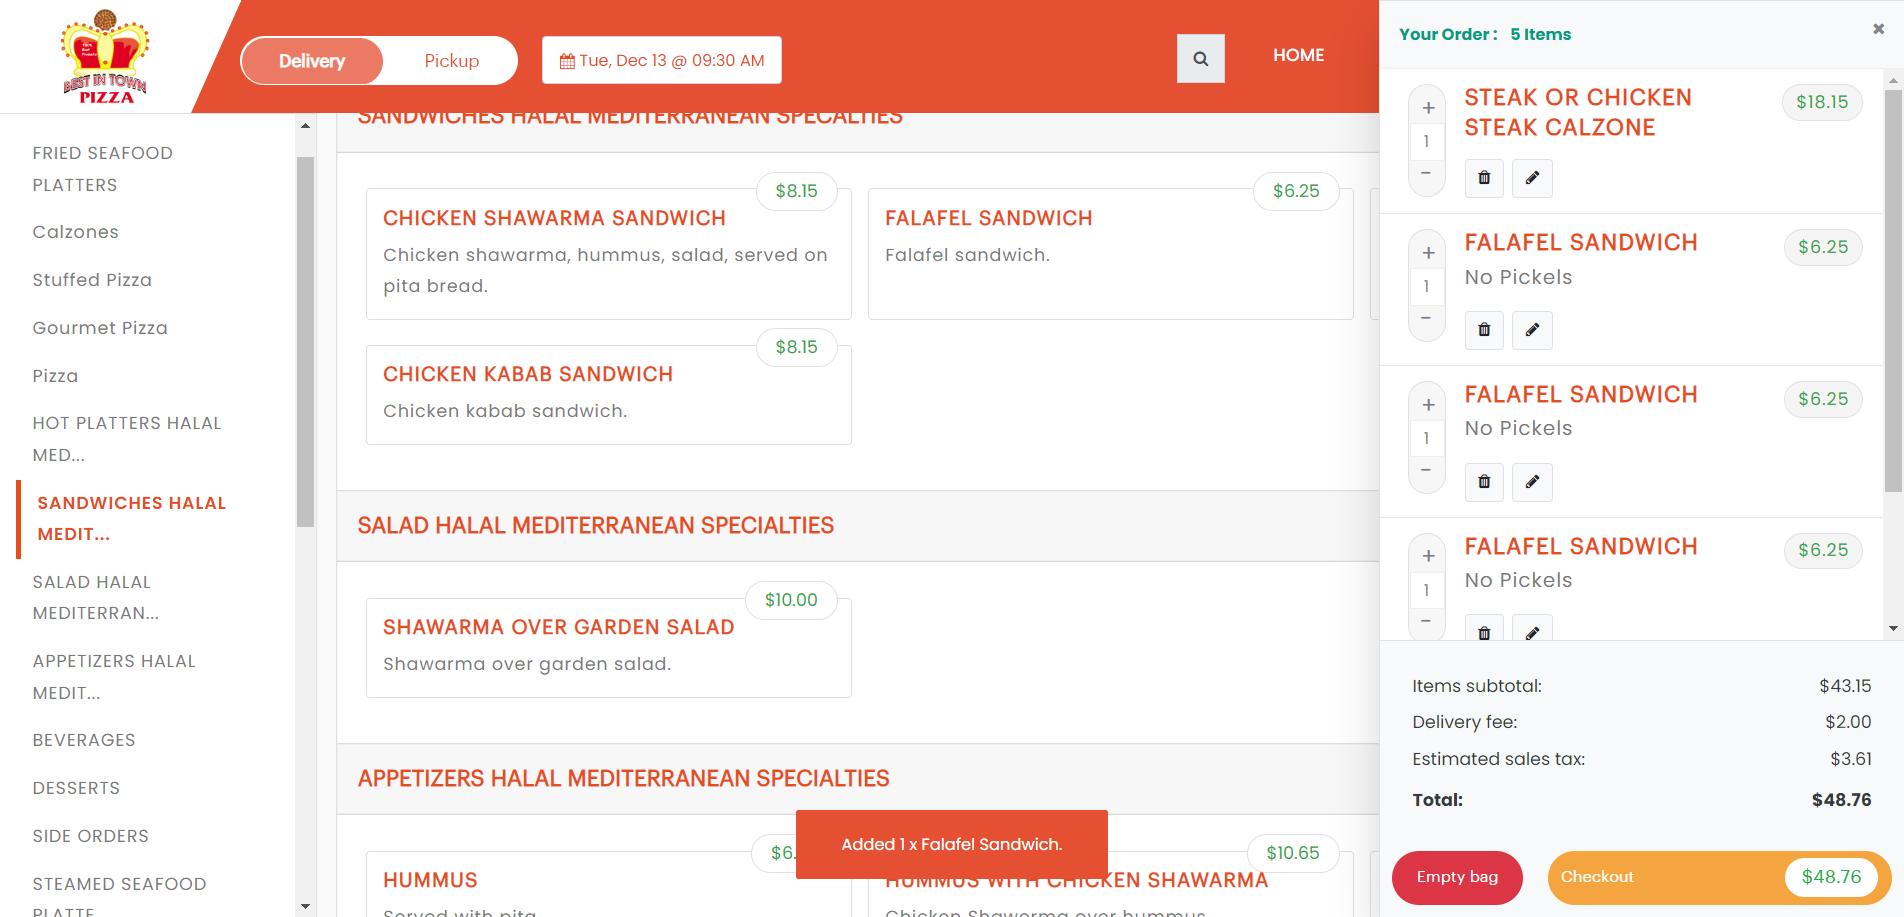 BEST IN TOWN
PIZZA
Delivery
Pickup
Tue, Dec 13 @ 09:30 AM
HOME
FRIED SEAFOOD
PLATTERS
Calzones
Stuffed Pizza
Gourmet Pizza
Pizza
HOT PLATTERS HALAL
MED...
SANDWICHES HALAL
MEDIT...
SALAD HALAL
MEDITERRAN...
APPETIZERS HALAL
MEDIT...
BEVERAGES
DESSERTS
SIDE ORDERS
STEAMED SEAFOOD
PLATTE
SANDWICHES HALAL MEDITERRANEAN SPECALTIES
$8.15
CHICKEN SHAWARMA SANDWICH
Chicken shawarma, hummus, salad, served on
pita bread.
$6.25
FALAFEL SANDWICH
Falafel sandwich.
$8.15
CHICKEN KABAB SANDWICH
Chicken kabab sandwich.
SALAD HALAL MEDITERRANEAN SPECIALTIES
$10.00
SHAWARMA OVER GARDEN SALAD
Shawarma over garden salad.
APPETIZERS HALAL MEDITERRANEAN SPECIALTIES
$6.
HUMMUS
Served with pita
$10.65
HUMMUS WITH CHICKEN SHAWARMA
Chicken Shawerma over hummus
Added 1 x Falafel Sandwich.
Your Order : 5 Items
×
+
1
−
STEAK OR CHICKEN
STEAK CALZONE
$18.15
+
1
−
FALAFEL SANDWICH
No Pickels
$6.25
+
1
−
FALAFEL SANDWICH
No Pickels
$6.25
+
1
−
FALAFEL SANDWICH
No Pickels
$6.25
Items subtotal: $43.15
Delivery fee: $2.00
Estimated sales tax: $3.61
Total: $48.76
Empty bag
Checkout $48.76